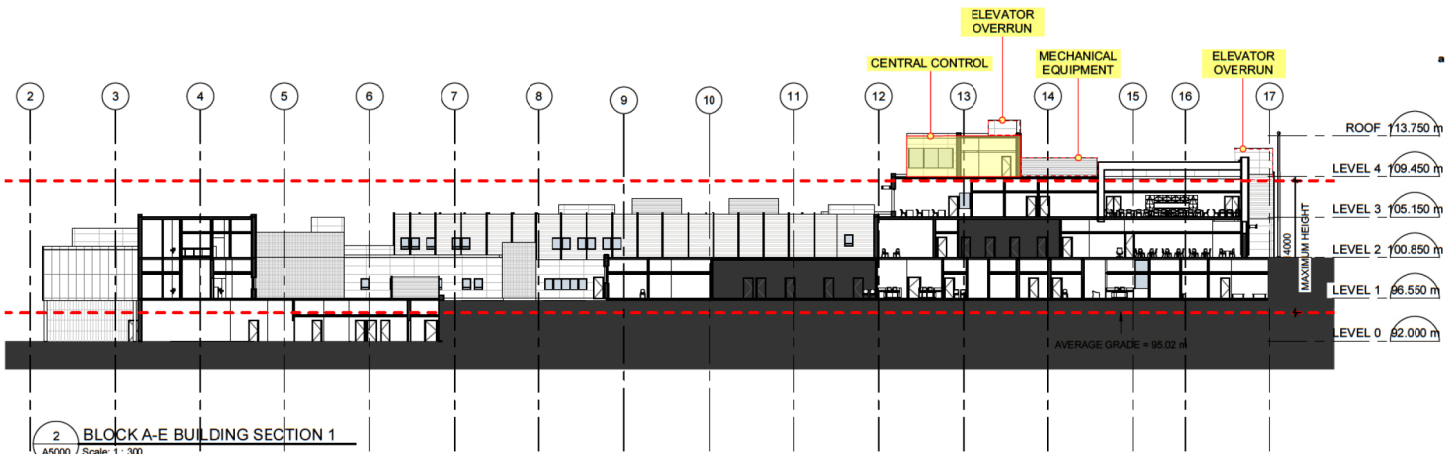 ELEVATOR
OVERRUN
CENTRAL CONTROL
MECHANICAL
EQUIPMENT
ELEVATOR
OVERRUN
a
2 3 4 5 6 7 8 9 10 11 12 13 14 15 16 17
ROOF 113.750 m
LEVEL 4 109.450 m
LEVEL 3 105.150 m
LEVEL 2 100.850 m
LEVEL 1 96.550 m
LEVEL 0 92.000 m
MAXIMUM HEIGHT
AVERAGE GRADE = 95.02 m
2 BLOCK A-E BUILDING SECTION 1
A5000 Scale: 1 : 300